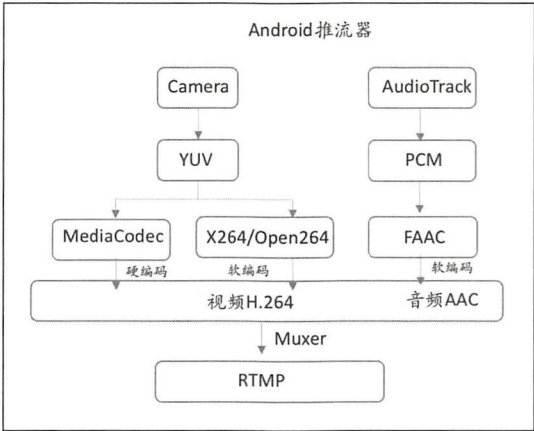 Android推流器
Camera
AudioTrack
YUV
PCM
MediaCodec
X264/Open264
FAAC
硬编码
软编码
软编码
视频H.264
音频AAC
Muxer
RTMP